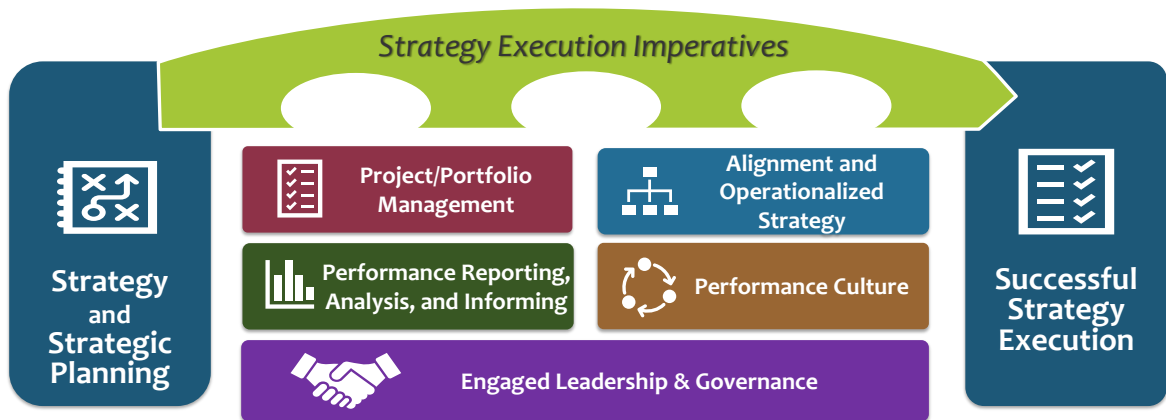 Strategy Execution Imperatives
Strategy
and
Strategic
Planning
Project/Portfolio
Management
Alignment and
Operationalized
Strategy
Performance Reporting,
Analysis, and Informing
Performance Culture
Engaged Leadership & Governance
Successful
Strategy
Execution